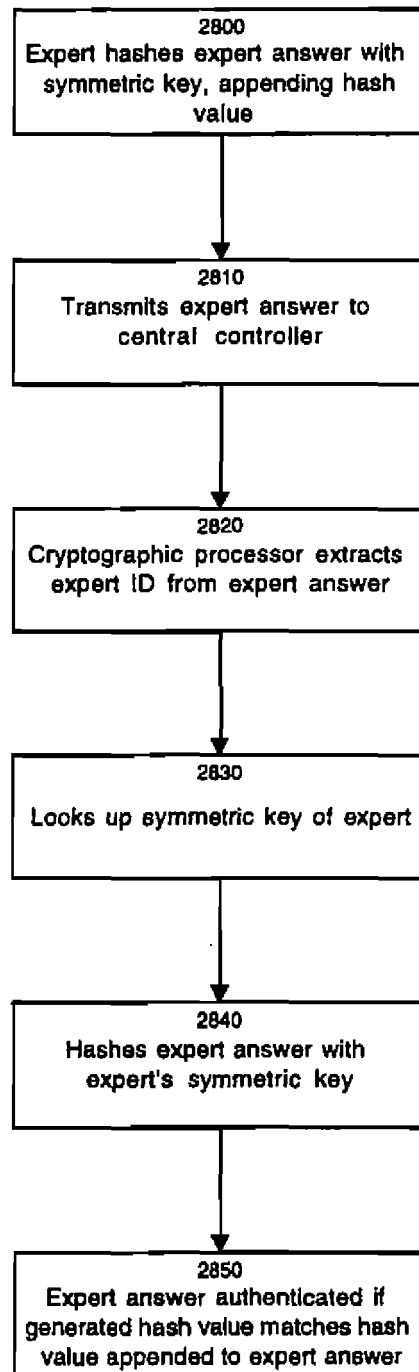 2800
Expert hashes expert answer with
symmetric key, appending hash
value
2810
Transmits expert answer to
central controller
2820
Cryptographic processor extracts
expert ID from expert answer
2830
Looks up symmetric key of expert
2840
Hashes expert answer with
expert's symmetric key
2850
Expert answer authenticated if
generated hash value matches hash
value appended to expert answer